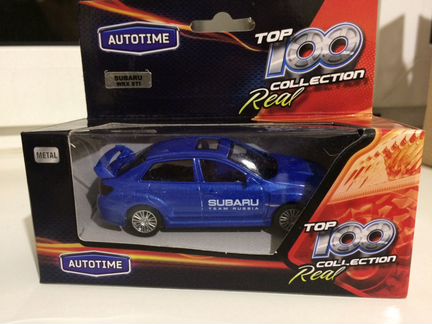 AUTOTIME
SUBARU
WRX STI
TOP
100
COLLECTION
Real
METAL
SUBARU
TEAM RUSSIA
AUTOTIME
TOP
100
COLLECTION
Real